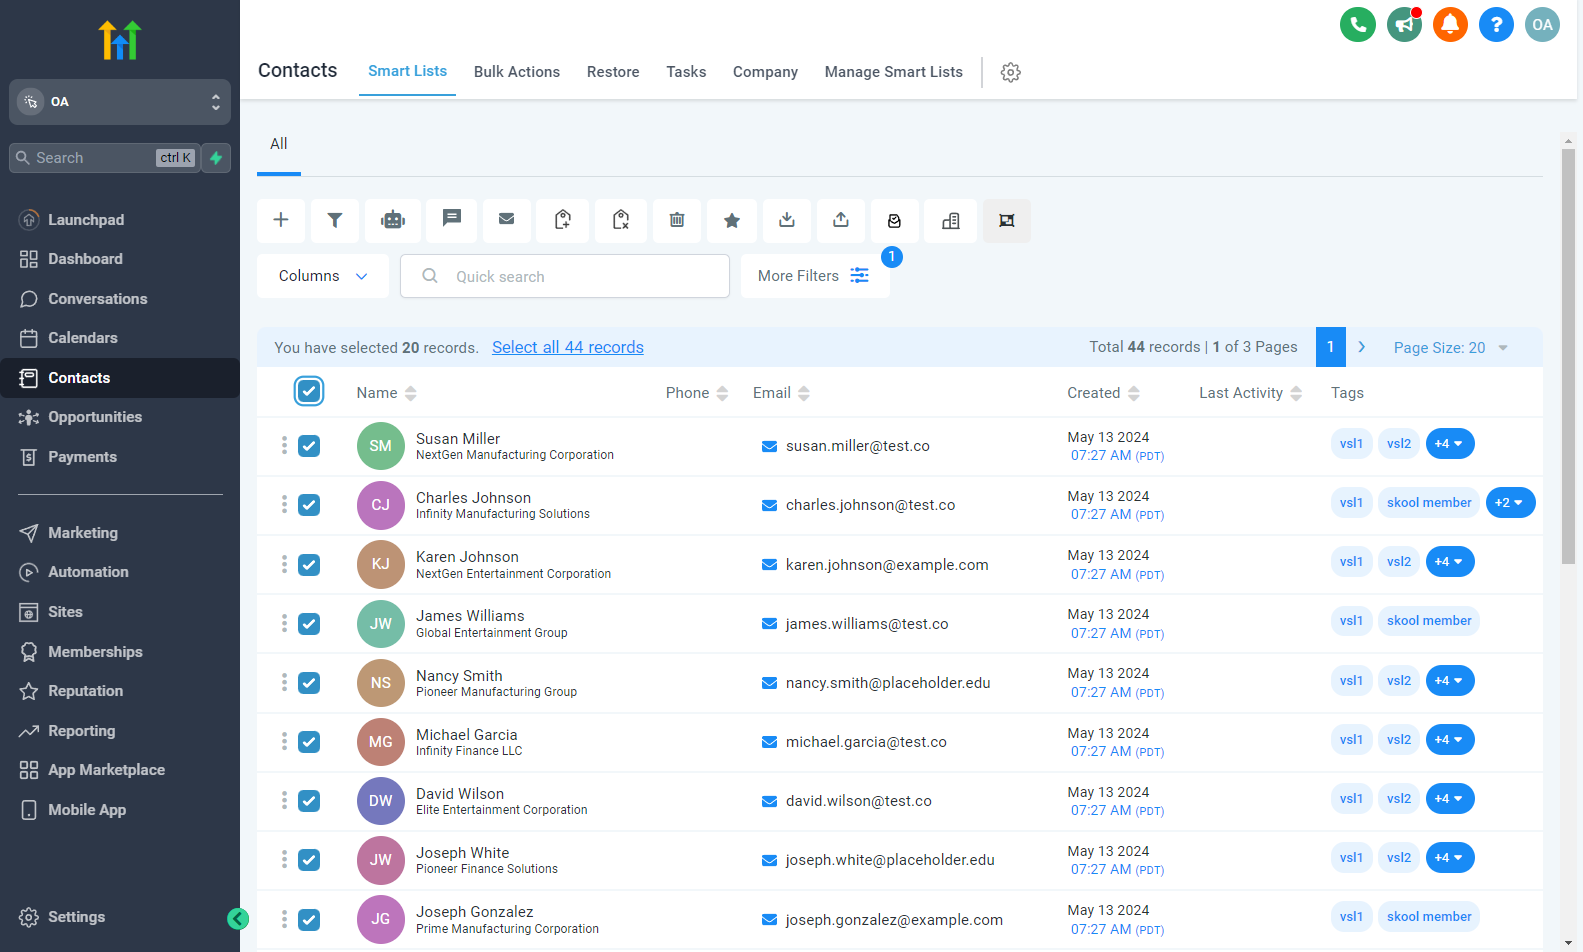 OA
Contacts
Smart Lists
Bulk Actions
Restore
Tasks
Company
Manage Smart Lists
OA
Search
ctrl K
Launchpad
Dashboard
Conversations
Calendars
Contacts
Opportunities
Payments
Marketing
Automation
Sites
Memberships
Reputation
Reporting
App Marketplace
Mobile App
Settings
All
Columns
Quick search
More Filters
1
You have selected 20 records. Select all 44 records
Total 44 records | 1 of 3 Pages
1
Page Size: 20
Name
Phone
Email
Created
Last Activity
Tags
SM
Susan Miller
NextGen Manufacturing Corporation
susan.miller@test.co
May 13 2024
07:27 AM (PDT)
vsl1
vsl2
+4
CJ
Charles Johnson
Infinity Manufacturing Solutions
charles.johnson@test.co
May 13 2024
07:27 AM (PDT)
vsl1
skool member
+2
KJ
Karen Johnson
NextGen Entertainment Corporation
karen.johnson@example.com
May 13 2024
07:27 AM (PDT)
vsl1
vsl2
+4
JW
James Williams
Global Entertainment Group
james.williams@test.co
May 13 2024
07:27 AM (PDT)
vsl1
skool member
NS
Nancy Smith
Pioneer Manufacturing Group
nancy.smith@placeholder.edu
May 13 2024
07:27 AM (PDT)
vsl1
vsl2
+4
MG
Michael Garcia
Infinity Finance LLC
michael.garcia@test.co
May 13 2024
07:27 AM (PDT)
vsl1
vsl2
+4
DW
David Wilson
Elite Entertainment Corporation
david.wilson@test.co
May 13 2024
07:27 AM (PDT)
vsl1
vsl2
+4
JW
Joseph White
Pioneer Finance Solutions
joseph.white@placeholder.edu
May 13 2024
07:27 AM (PDT)
vsl1
vsl2
+4
JG
Joseph Gonzalez
Prime Manufacturing Corporation
joseph.gonzalez@example.com
May 13 2024
07:27 AM (PDT)
vsl1
skool member